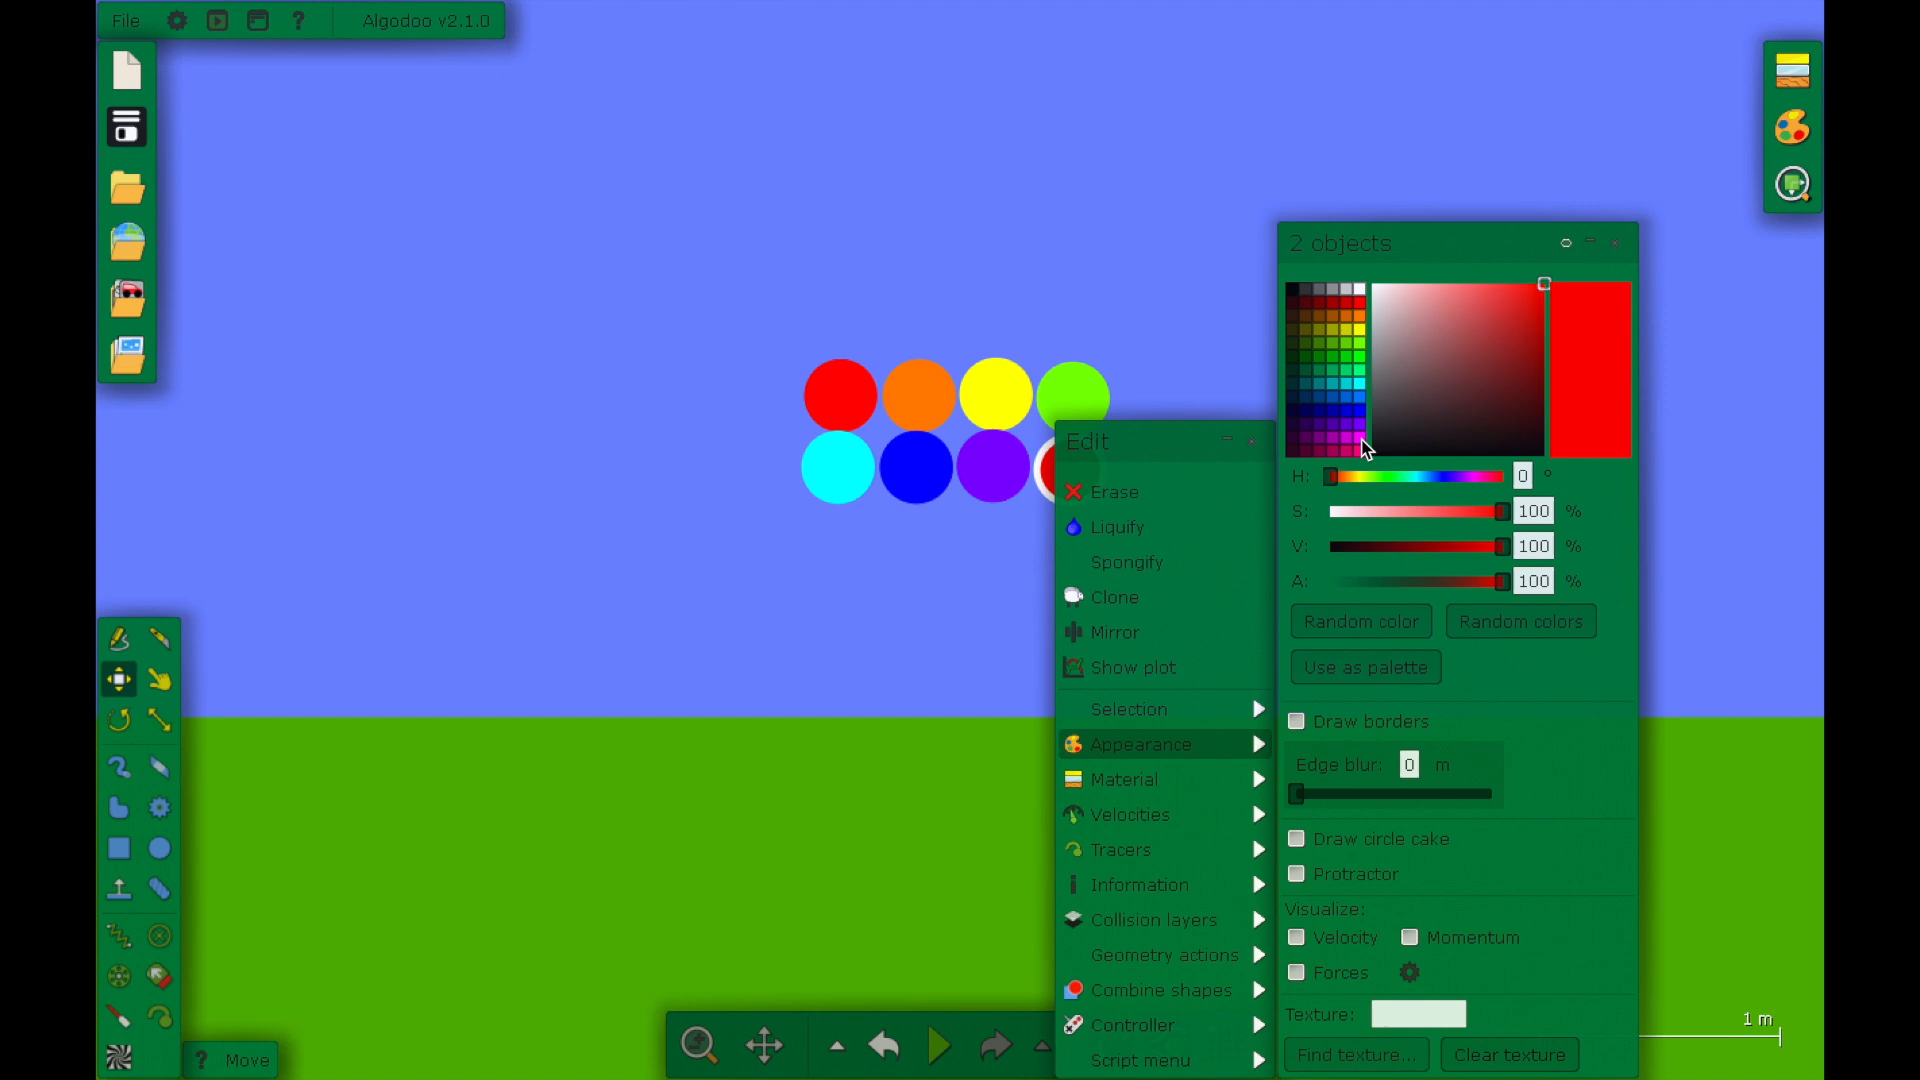 File ? Algodoo v2.1.0
2 objects
Edit
Erase
Liquify
Spongify
Clone
Mirror
Show plot
Selection
Appearance
Material
Velocities
Tracers
Information
Collision layers
Geometry actions
Combine shapes
Controller
Script menu
H: 0 °
S: 100 %
V: 100 %
A: 100 %
Random color Random colors
Use as palette
Draw borders
Edge blur: 0 m
Draw circle cake
Protractor
Visualize:
Velocity Momentum
Forces
Texture:
Find texture... Clear texture
1 m
? Move